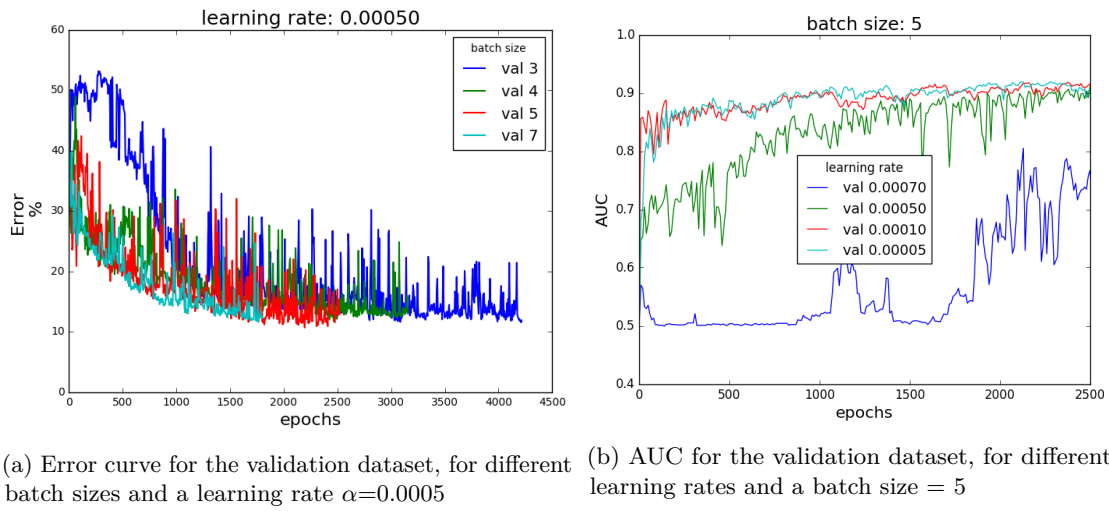 learning rate: 0.00050
60
50
40
30
20
10
0
Error
%
batch size
val 3
val 4
val 5
val 7
0 500 1000 1500 2000 2500 3000 3500 4000 4500
epochs
(a) Error curve for the validation dataset, for different
batch sizes and a learning rate α=0.0005
batch size: 5
1.0
0.9
0.8
0.7
0.6
0.5
0.4
AUC
learning rate
val 0.00070
val 0.00050
val 0.00010
val 0.00005
0 500 1000 1500 2000 2500
epochs
(b) AUC for the validation dataset, for different
learning rates and a batch size = 5